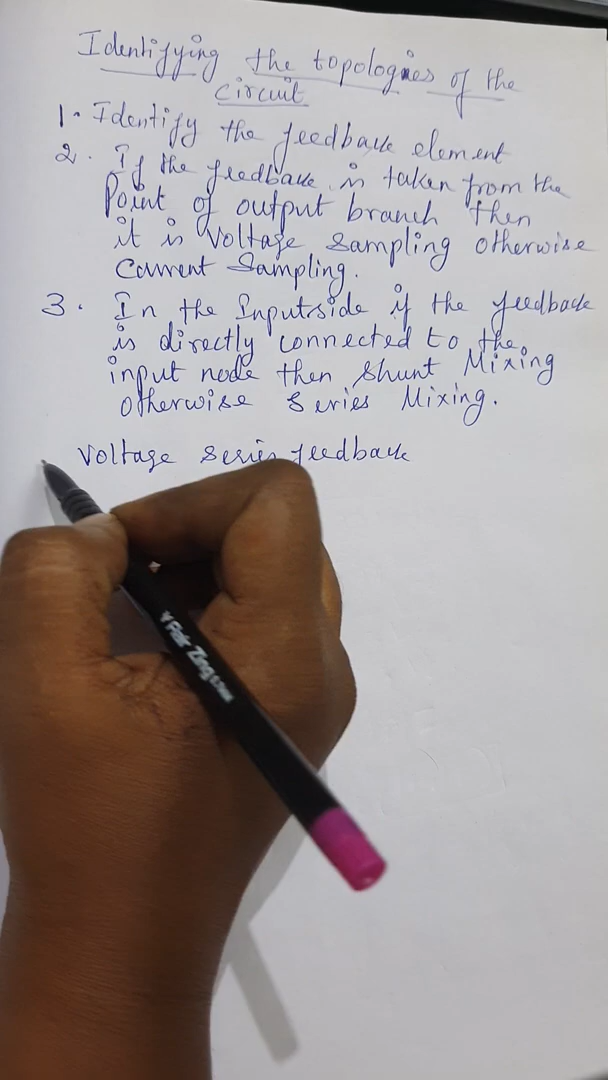 Identifying the topologies of the
circuit
1. Identify the feedback element
2. If the feedback is taken from the
Point of output branch then
it is Voltage Sampling otherwise
Current Sampling.
3. In the Inputside if the feedback
is directly connected to the
input node then Shunt Mixing
otherwise Series Mixing.
Voltage series feedback